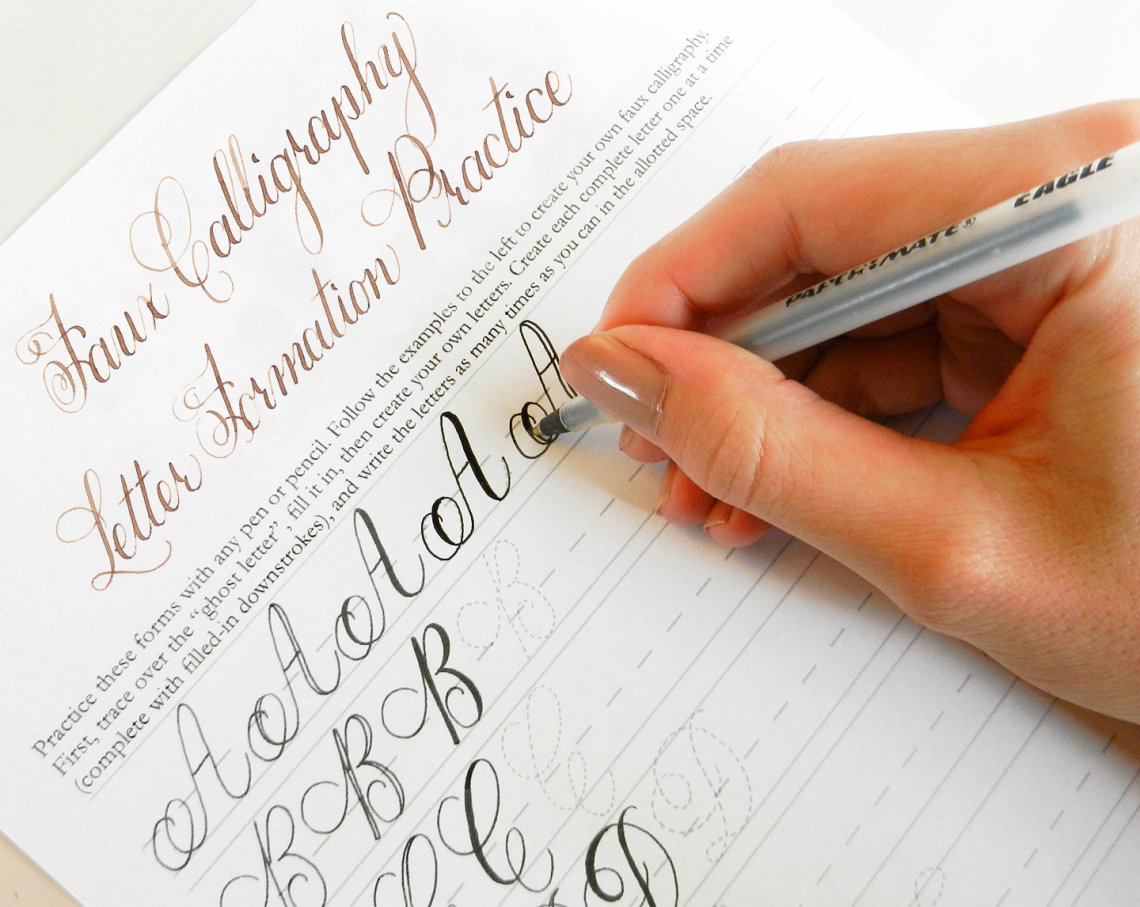 Faux Calligraphy
Letter Formation Practice
Practice these forms with any pen or pencil. Follow the examples to the left to create your own faux calligraphy.
First, trace over the “ghost letter”, fill it in, then create your own letters. Create each complete letter one at a time
(complete with filled-in downstrokes), and write the letters as many times as you can in the allotted space.
A A A A A
B B B B
C C C
D D
PAPER:MATE® EAGLE